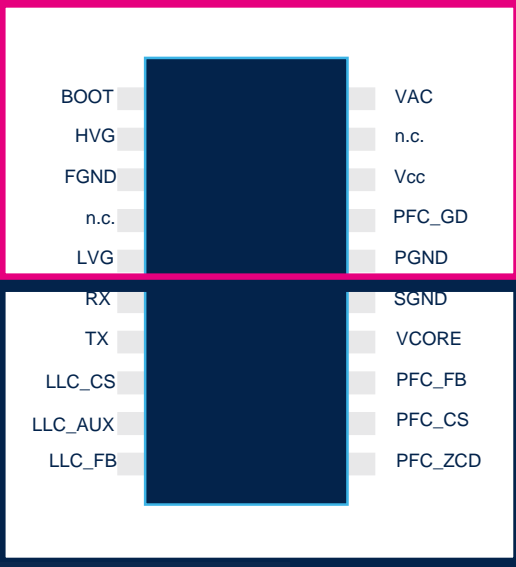 BOOT VAC
HVG n.c.
FGND Vcc
n.c. PFC_GD
LVG PGND
RX SGND
TX VCORE
LLC_CS PFC_FB
LLC_AUX PFC_CS
LLC_FB PFC_ZCD